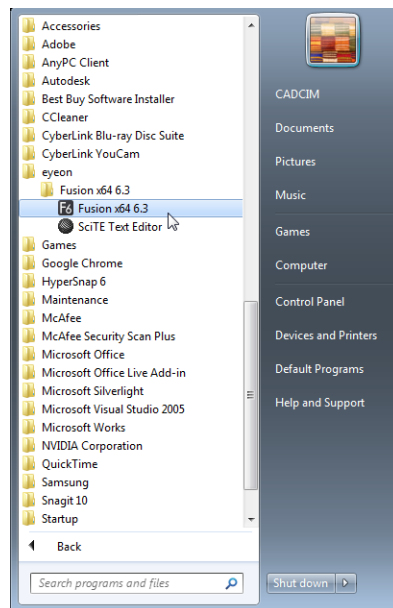 Accessories
Adobe
AnyPC Client
Autodesk
Best Buy Software Installer
CCleaner
CyberLink Blu-ray Disc Suite
CyberLink YouCam
eyeon
Fusion x64 6.3
F6 Fusion x64 6.3
SciTE Text Editor
Games
Google Chrome
HyperSnap 6
Maintenance
McAfee
McAfee Security Scan Plus
Microsoft Office
Microsoft Office Live Add-in
Microsoft Silverlight
Microsoft Visual Studio 2005
Microsoft Works
NVIDIA Corporation
QuickTime
Samsung
Snagit 10
Startup
Back
Search programs and files
CADCIM
Documents
Pictures
Music
Games
Computer
Control Panel
Devices and Printers
Default Programs
Help and Support
Shut down